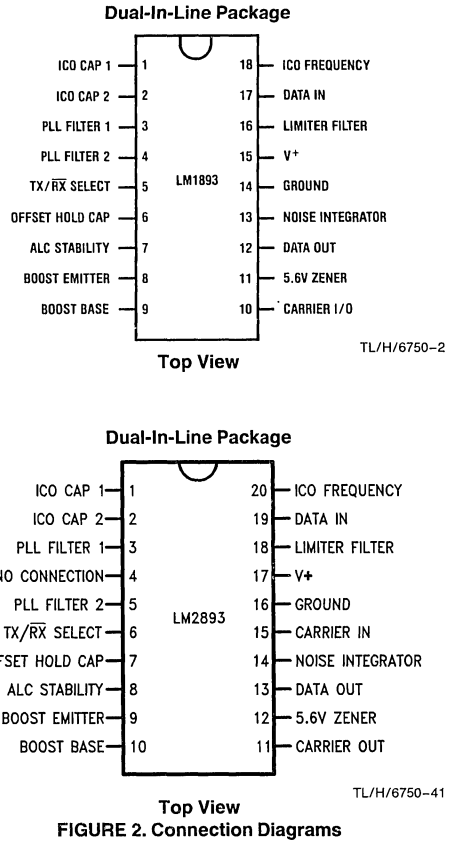 Dual-In-Line Package
ICO CAP 1 1 18 ICO FREQUENCY
ICO CAP 2 2 17 DATA IN
PLL FILTER 1 3 16 LIMITER FILTER
PLL FILTER 2 4 15 V+
TX/R̅X̅ SELECT 5 LM1893 14 GROUND
OFFSET HOLD CAP 6 13 NOISE INTEGRATOR
ALC STABILITY 7 12 DATA OUT
BOOST EMITTER 8 11 5.6V ZENER
BOOST BASE 9 10 CARRIER I/O
TL/H/6750-2
Top View
Dual-In-Line Package
ICO CAP 1 1 20 ICO FREQUENCY
ICO CAP 2 2 19 DATA IN
PLL FILTER 1 3 18 LIMITER FILTER
NO CONNECTION 4 17 V+
PLL FILTER 2 5 16 GROUND
LM2893
TX/R̅X̅ SELECT 6 15 CARRIER IN
FSET HOLD CAP 7 14 NOISE INTEGRATOR
ALC STABILITY 8 13 DATA OUT
BOOST EMITTER 9 12 5.6V ZENER
BOOST BASE 10 11 CARRIER OUT
TL/H/6750-41
Top View
FIGURE 2. Connection Diagrams